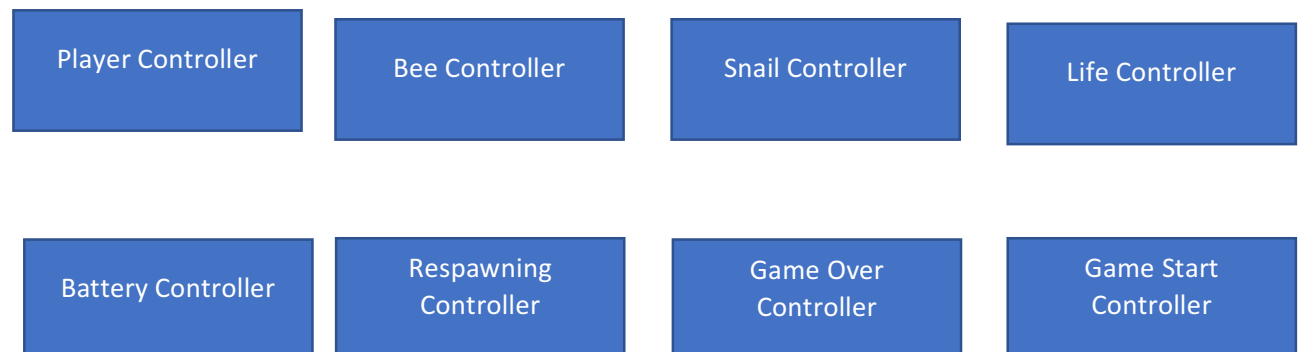 Player Controller
Bee Controller
Snail Controller
Life Controller
Battery Controller
Respawning
Controller
Game Over
Controller
Game Start
Controller